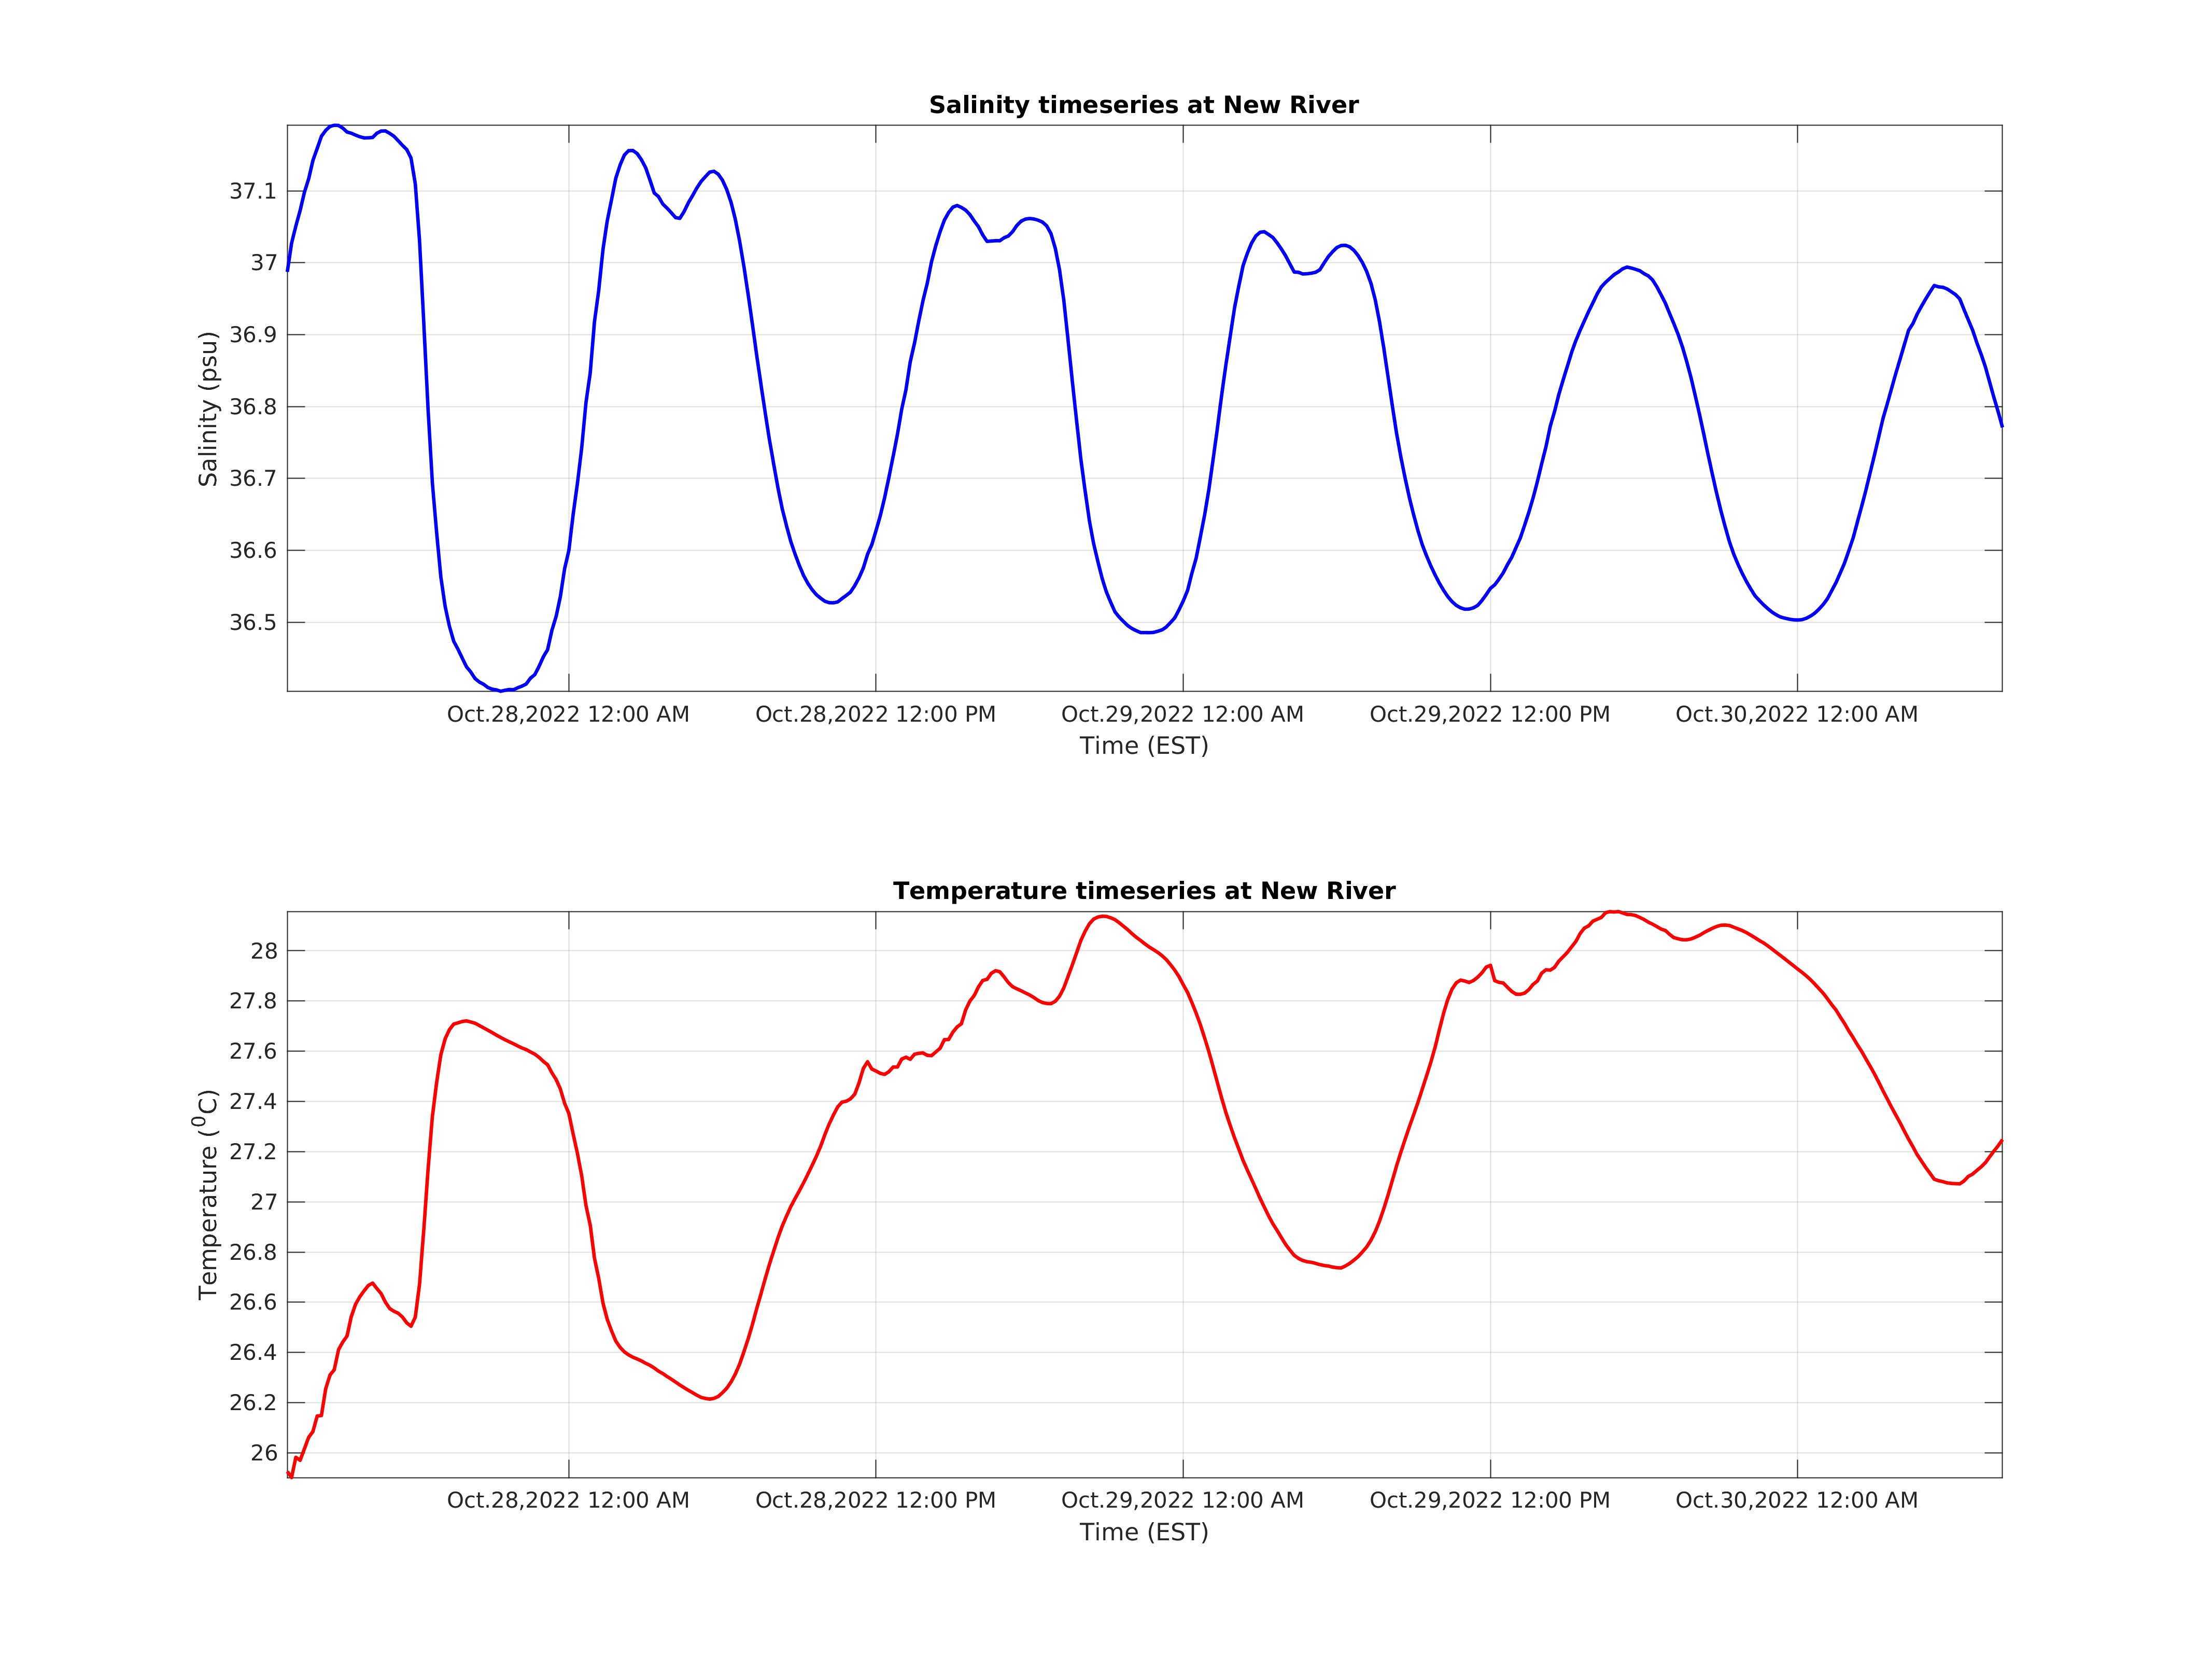 Salinity timeseries at New River
Salinity (psu)
37.1
37
36.9
36.8
36.7
36.6
36.5
Oct.28,2022 12:00 AM Oct.28,2022 12:00 PM Oct.29,2022 12:00 AM Oct.29,2022 12:00 PM Oct.30,2022 12:00 AM
Time (EST)
Temperature timeseries at New River
Temperature (⁰C)
28
27.8
27.6
27.4
27.2
27
26.8
26.6
26.4
26.2
26
Oct.28,2022 12:00 AM Oct.28,2022 12:00 PM Oct.29,2022 12:00 AM Oct.29,2022 12:00 PM Oct.30,2022 12:00 AM
Time (EST)